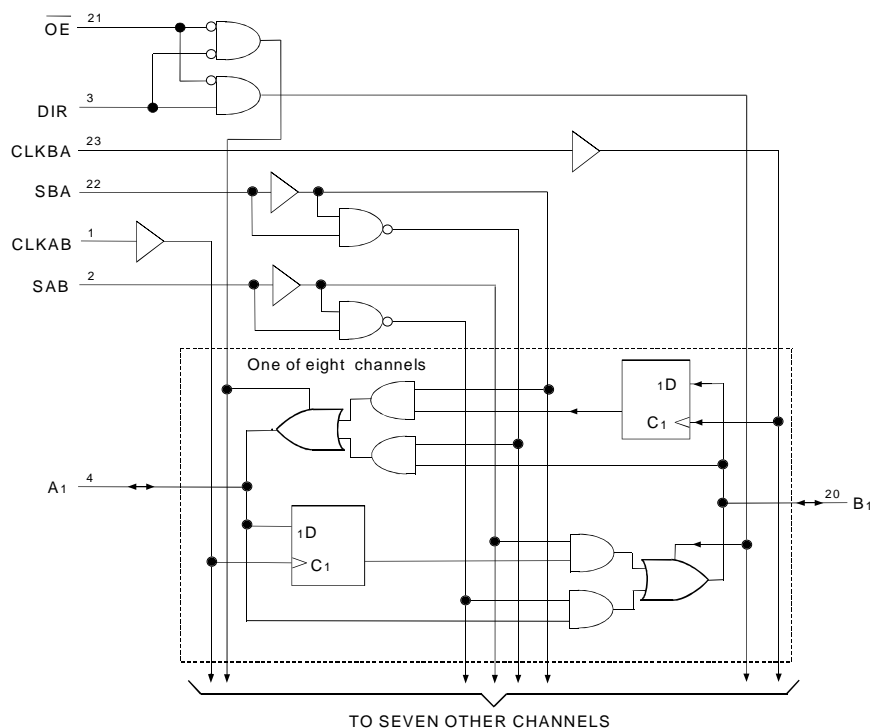 OE 21
DIR 3
CLKBA 23
SBA 22
CLKAB 1
SAB 2
One of eight channels
1D
C1
A1 4
20 B1
1D
C1
TO SEVEN OTHER CHANNELS